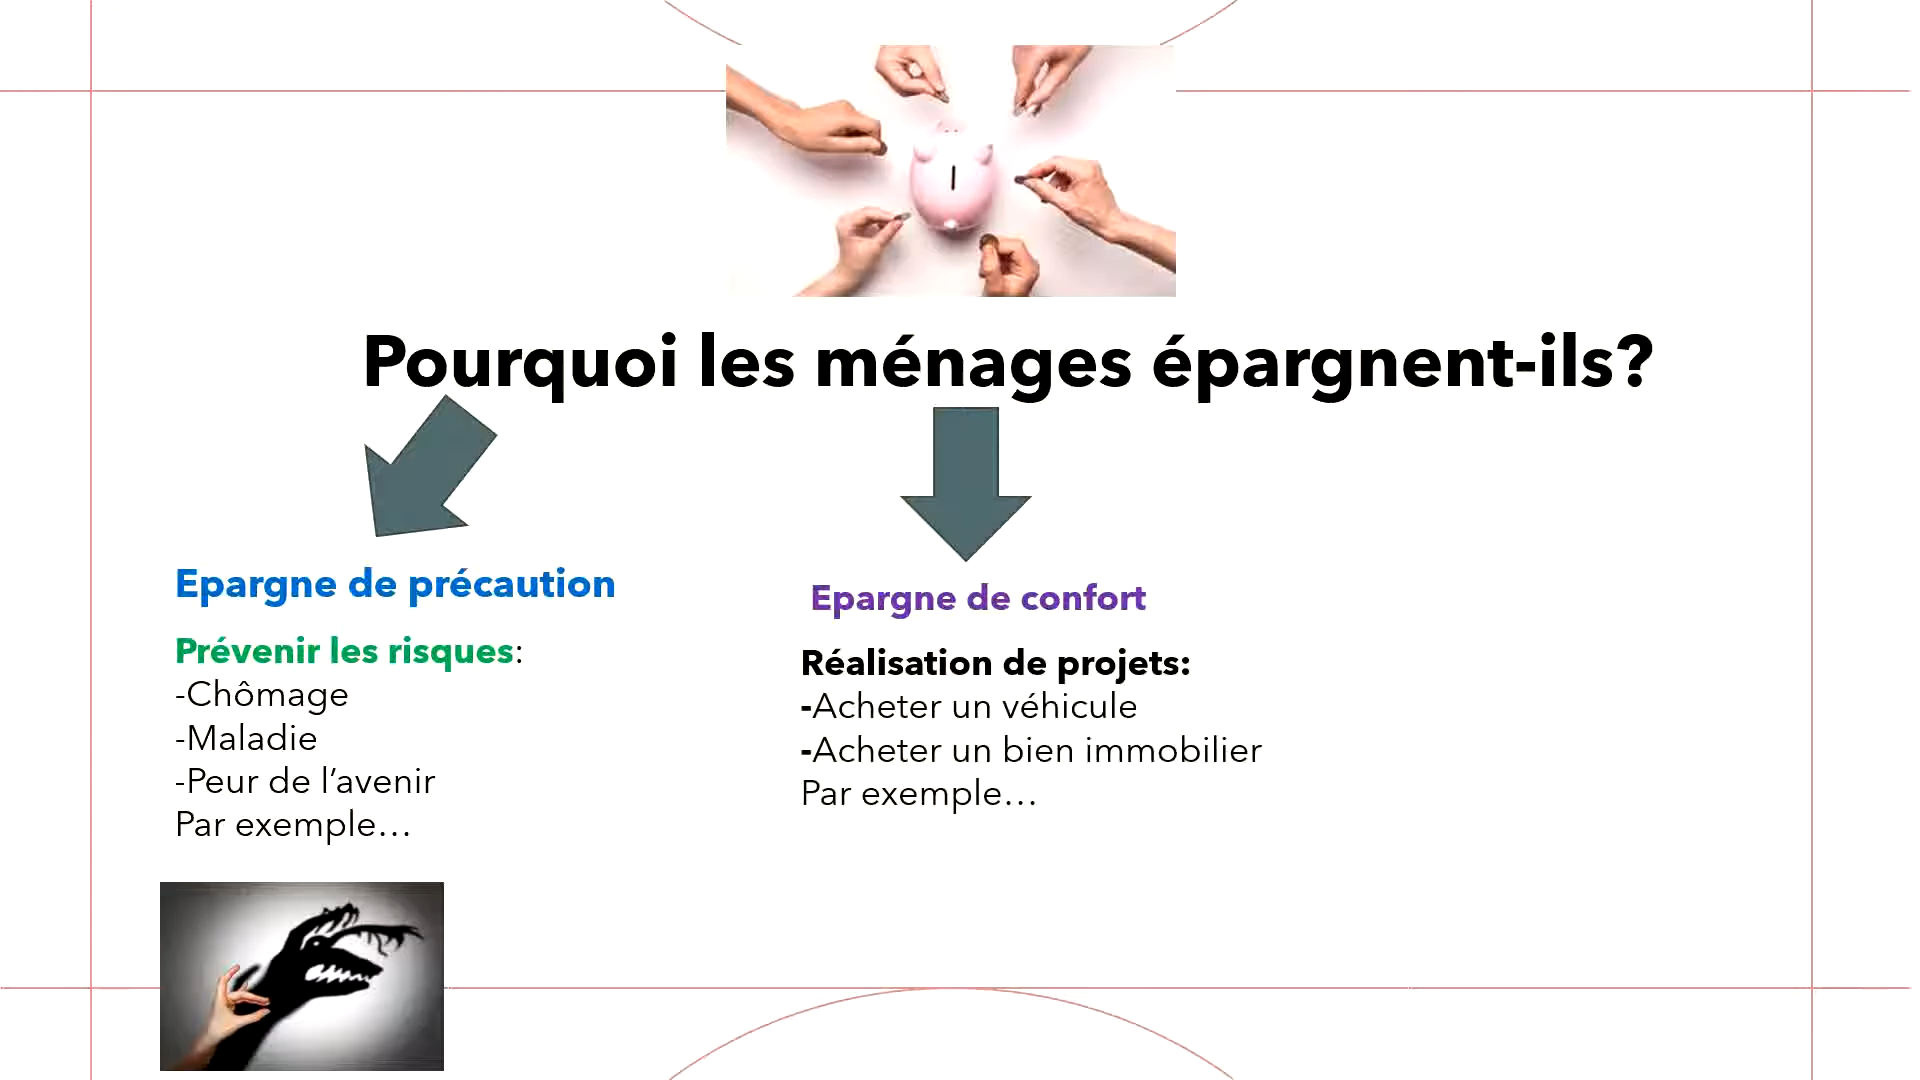 Pourquoi les ménages épargnent-ils?
Epargne de précaution
Prévenir les risques:
-Chômage
-Maladie
-Peur de l’avenir
Par exemple…
Epargne de confort
Réalisation de projets:
-Acheter un véhicule
-Acheter un bien immobilier
Par exemple…